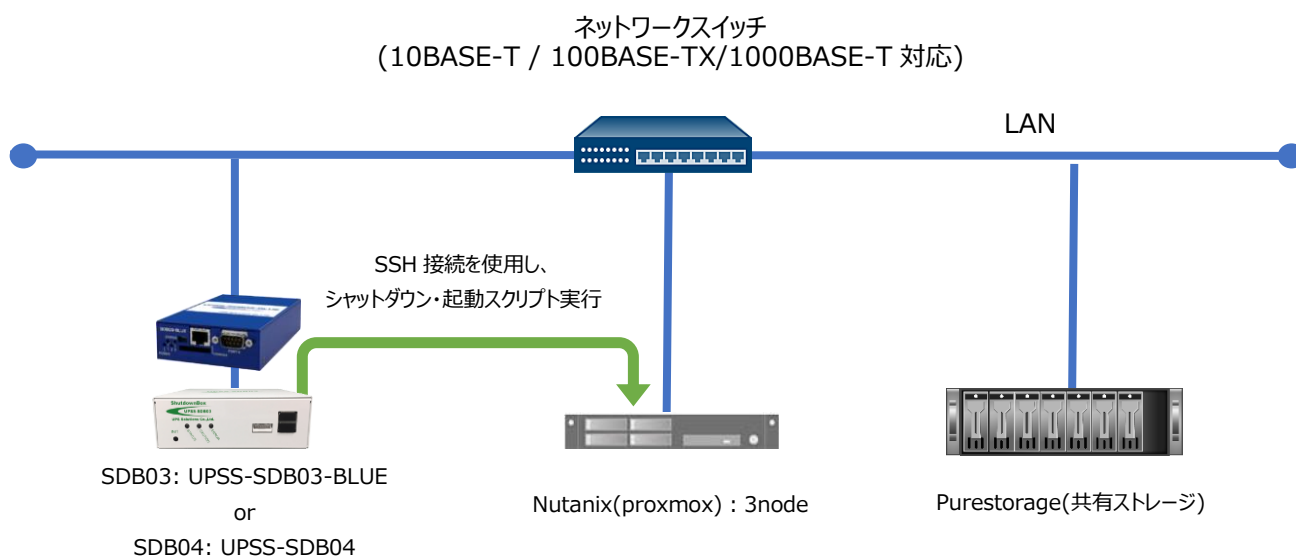 ネットワークスイッチ
(10BASE-T / 100BASE-TX/1000BASE-T 対応)
LAN
SSH 接続を使用し、
シャットダウン・起動スクリプト実行
ShutdownBox
SDB03: UPSS-SDB03-BLUE
or
SDB04: UPSS-SDB04
Nutanix(proxmox) : 3node
Purestorage(共有ストレージ)